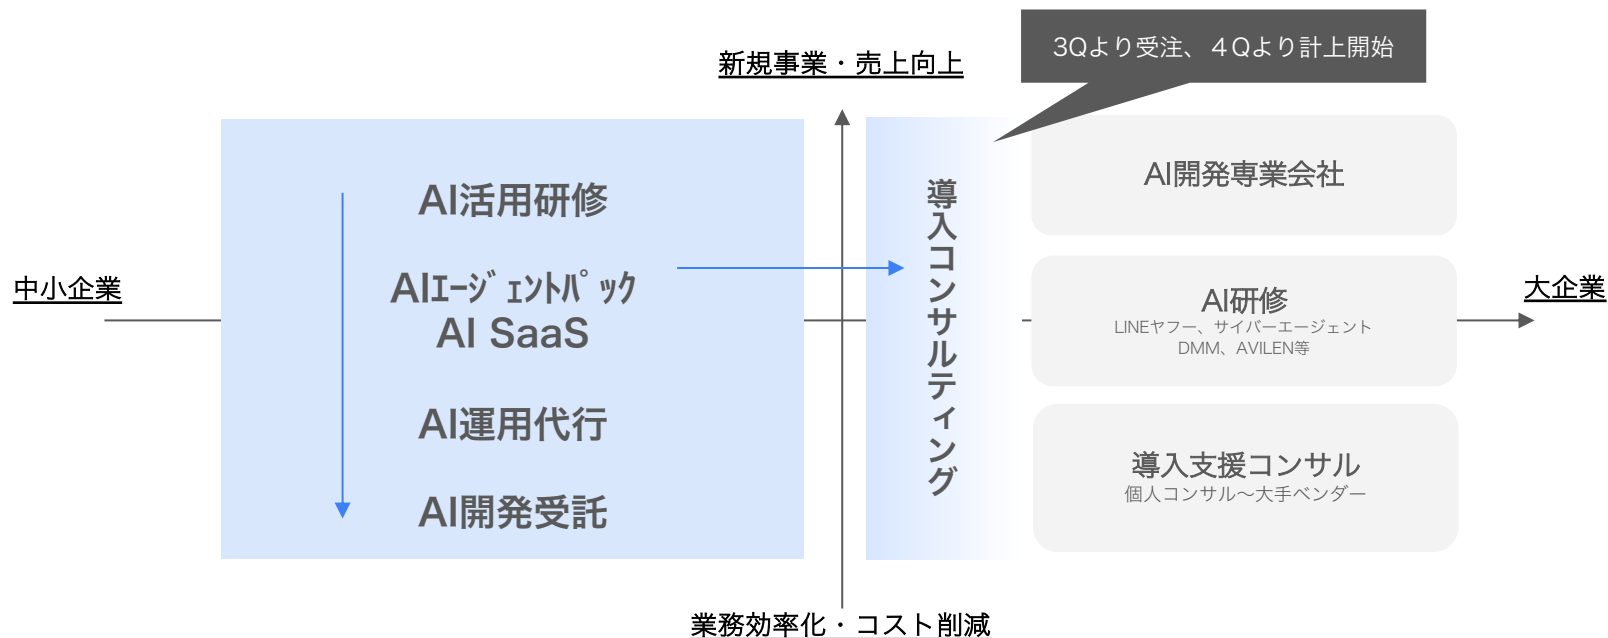 3Qより受注、４Qより計上開始
新規事業・売上向上
AI活用研修
AIｴｰｼﾞｪﾝﾄﾊﾟｯｸ
AI SaaS
AI運用代行
AI開発受託
導入コンサルティング
AI開発専業会社
AI研修
LINEヤフー、サイバーエージェント
DMM、AVILEN等
導入支援コンサル
個人コンサル〜大手ベンダー
中小企業
大企業
業務効率化・コスト削減